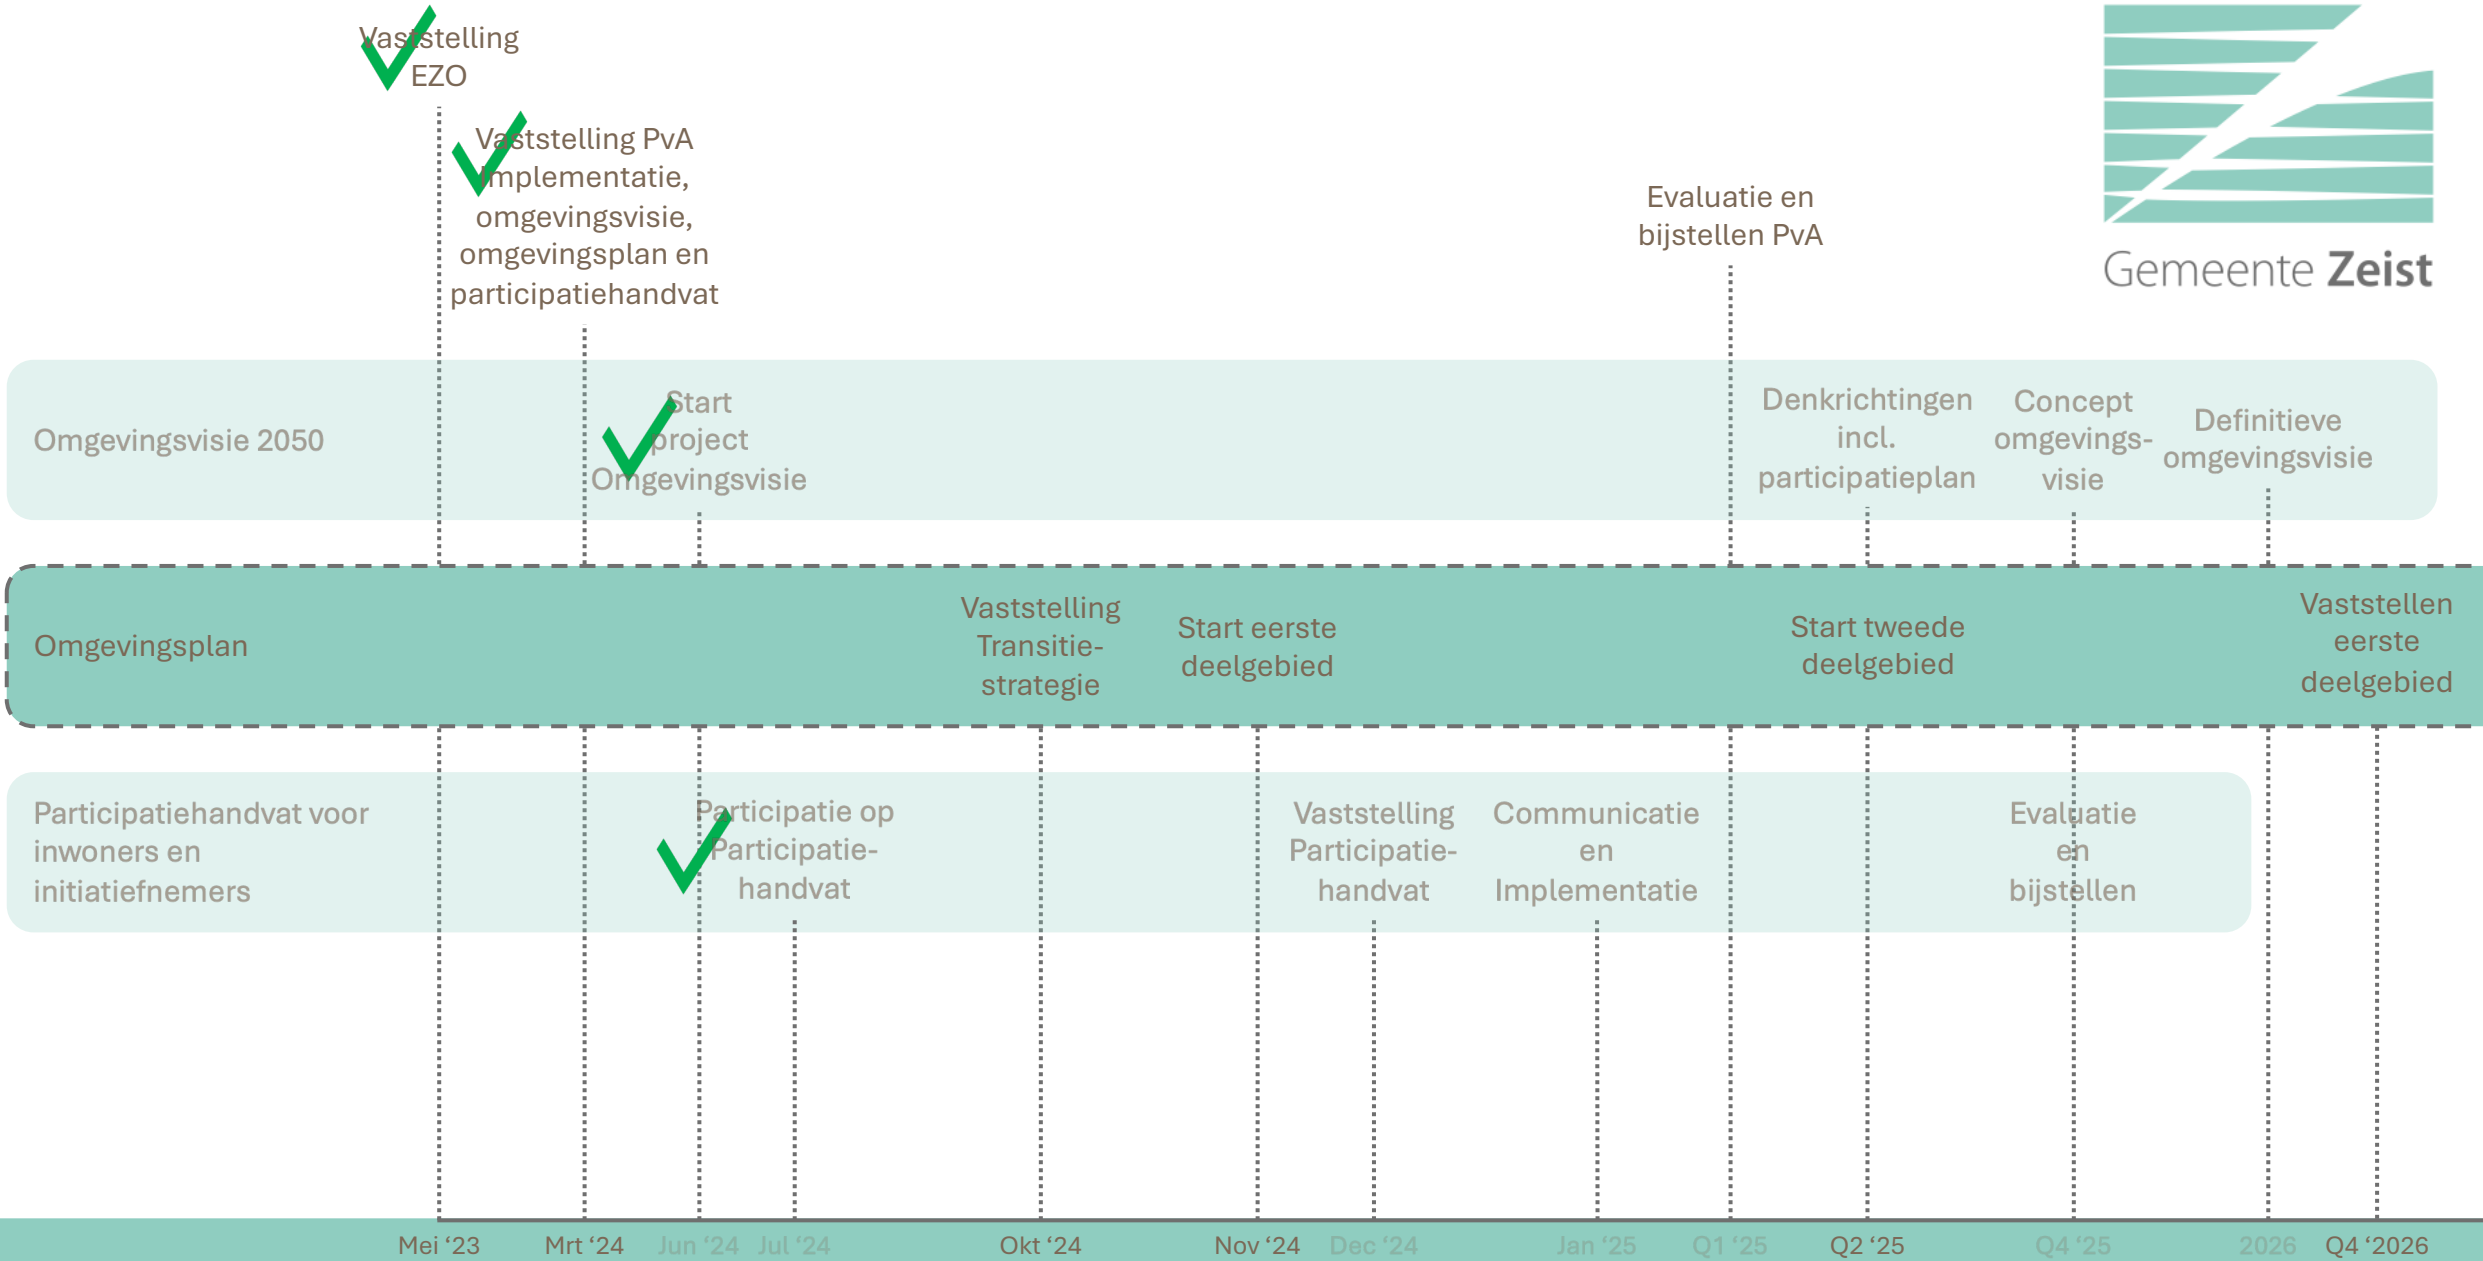 Vaststelling
EZO
Vaststelling PvA
Implementatie,
omgevingsvisie,
omgevingsplan en
participatiehandvat
Evaluatie en
bijstellen PvA
Gemeente Zeist
Omgevingsvisie 2050
Start
project
Omgevingsvisie
Denkrichtingen
incl.
participatieplan
Concept
omgevings-
visie
Definitieve
omgevingsvisie
Omgevingsplan
Vaststelling
Transitie-
strategie
Start eerste
deelgebied
Start tweede
deelgebied
Vaststellen
eerste
deelgebied
Participatiehandvat voor
inwoners en
initiatiefnemers
Participatie op
Participatie-
handvat
Vaststelling
Participatie-
handvat
Communicatie
en
Implementatie
Evaluatie
en
bijstellen
Mei ‘23
Mrt ‘24
Jun ‘24
Jul ‘24
Okt ‘24
Nov ‘24
Dec ‘24
Jan ‘25
Q1 ‘25
Q2 ‘25
Q4 ‘25
2026
Q4 ‘2026